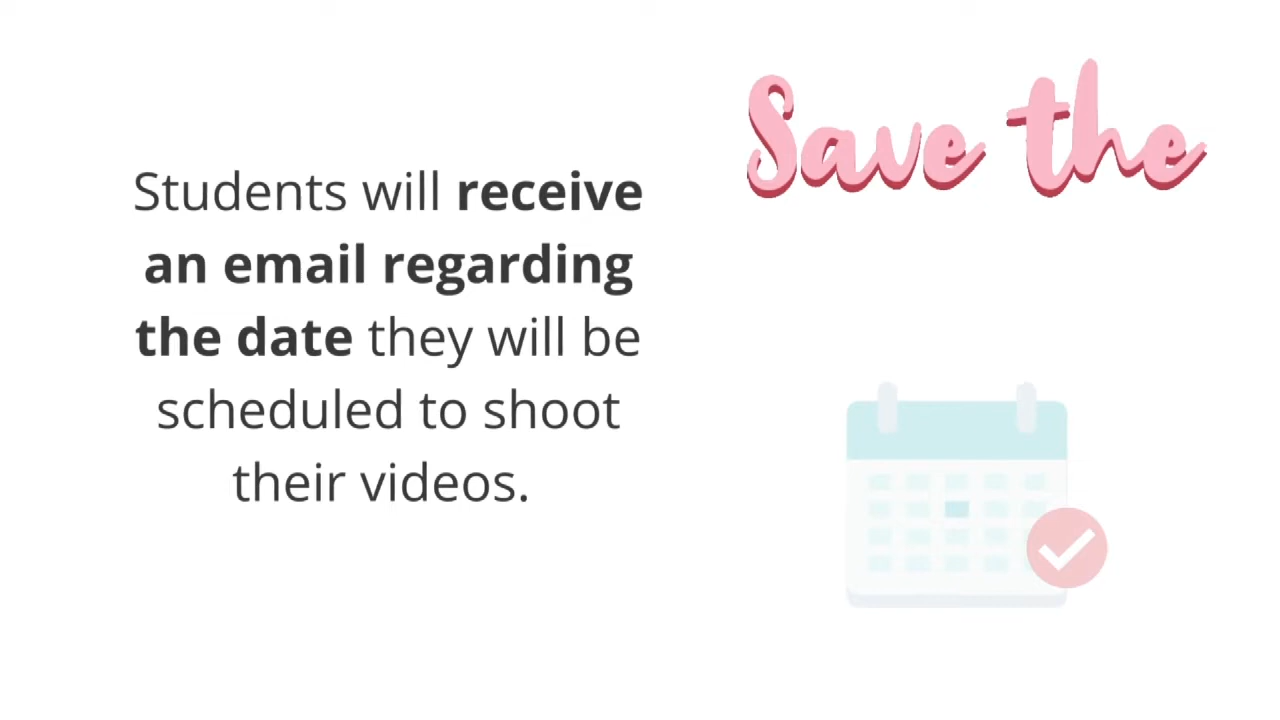 Students will receive
an email regarding
the date they will be
scheduled to shoot
their videos.
Save the